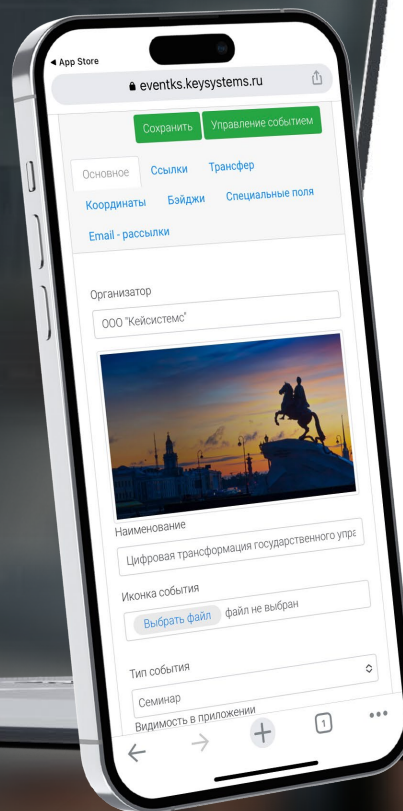 App Store
eventks.keysystems.ru
Сохранить Управление событием
Основное Ссылки Трансфер
Координаты Бэйджи Специальные поля
Email - рассылки
Организатор
ООО "Кейсистемс"
Наименование
Цифровая трансформация государственного упра
Иконка события
Выбрать файл файл не выбран
Тип события
Семинар
Видимость в приложении
1